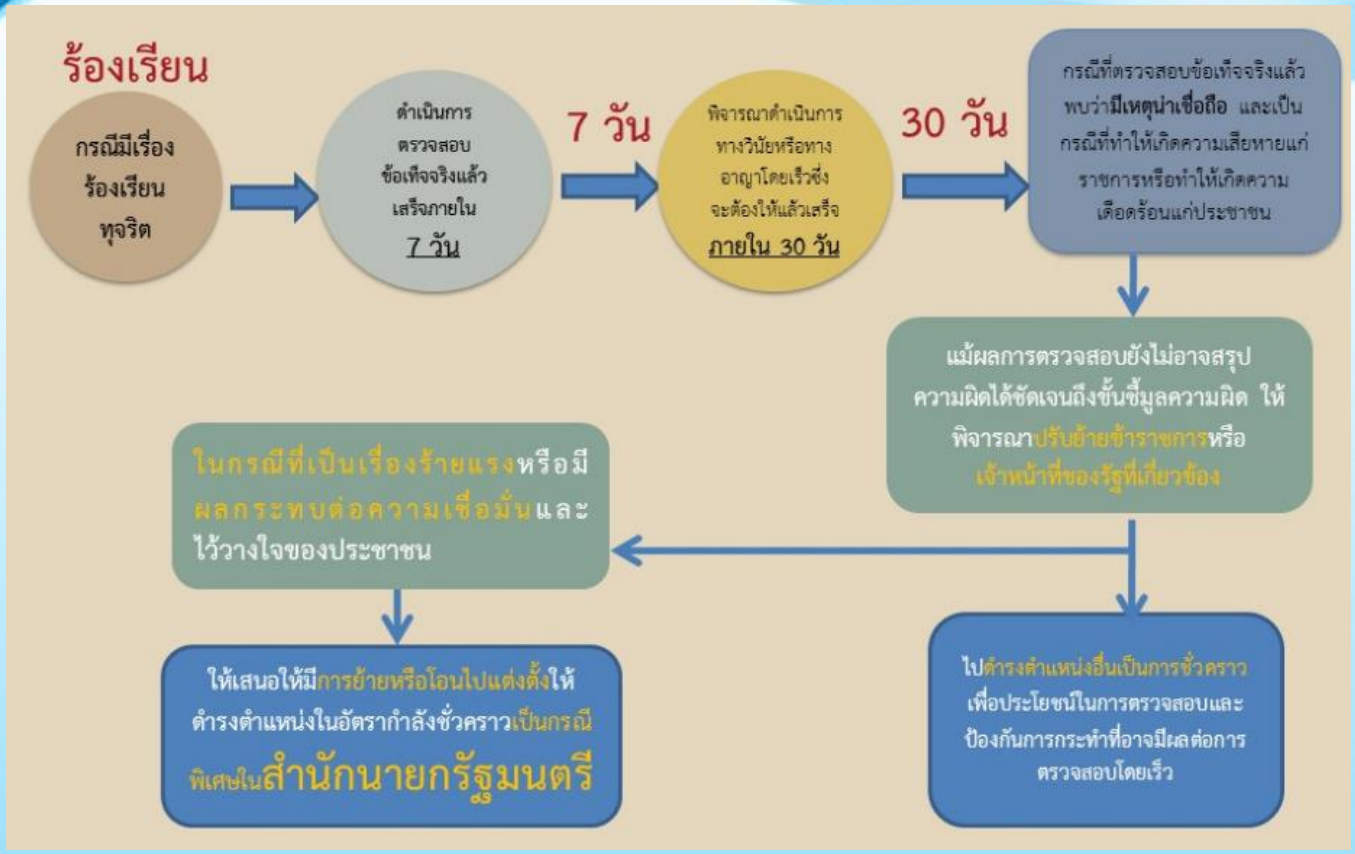 ร้องเรียน
กรณีมีเรื่อง
ร้องเรียน
ทุจริต
ดำเนินการ
ตรวจสอบ
ข้อเท็จจริงแล้ว
เสร็จภายใน
7 วัน
7 วัน
พิจารณาดำเนินการ
ทางวินัยหรือทาง
อาญาโดยเร็วซึ่ง
จะต้องให้แล้วเสร็จ
ภายใน 30 วัน
30 วัน
กรณีที่ตรวจสอบข้อเท็จจริงแล้ว
พบว่ามีเหตุน่าเชื่อถือ และเป็น
กรณีที่ทำให้เกิดความเสียหายแก่
ราชการหรือทำให้เกิดความ
เดือดร้อนแก่ประชาชน
แม้ผลการตรวจสอบยังไม่อาจสรุป
ความผิดได้ชัดเจนถึงขั้นชี้มูลความผิด ให้
พิจารณาปรับย้ายข้าราชการหรือ
เจ้าหน้าที่ของรัฐที่เกี่ยวข้อง
ในกรณีที่เป็นเรื่องร้ายแรงหรือมี
ผลกระทบต่อความเชื่อมั่นและ
ไว้วางใจของประชาชน
ให้เสนอให้มีการย้ายหรือโอนไปแต่งตั้งให้
ดำรงตำแหน่งในอัตรากำลังชั่วคราวเป็นกรณี
พิเศษในสำนักนายกรัฐมนตรี
ไปดำรงตำแหน่งอื่นเป็นการชั่วคราว
เพื่อประโยชน์ในการตรวจสอบและ
ป้องกันการกระทำที่อาจมีผลต่อการ
ตรวจสอบโดยเร็ว